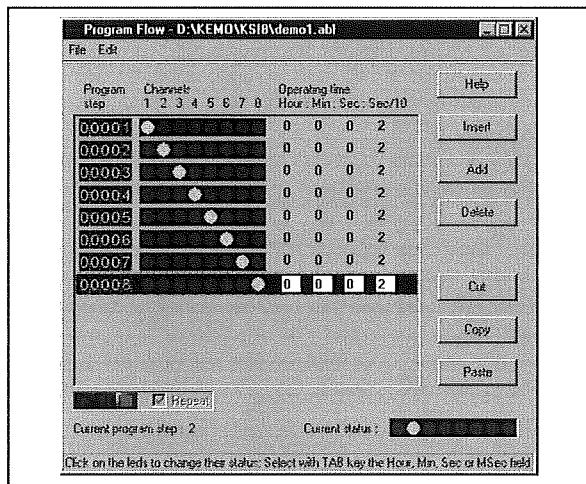 Program Flow - D:\KEMO\KSI8\demo1.abl
File Edit
Program step
Channels
1 2 3 4 5 6 7 8
Operating time
Hour : Min : Sec : Sec/10
00001 0 0 0 2
00002 0 0 0 2
00003 0 0 0 2
00004 0 0 0 2
00005 0 0 0 2
00006 0 0 0 2
00007 0 0 0 2
00008 0 0 0 2
Help
Insert
Add
Delete
Cut
Copy
Paste
Repeat
Current program step : 2
Current status :
Click on the leds to change their status: Select with TAB key the Hour, Min, Sec or MSec field